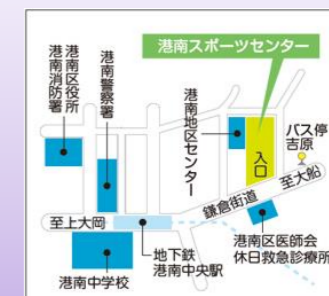 港南スポーツセンター
港南区役所
港南消防署
港南警察署
港南地区センター
バス停
吉原
入口
至大船
鎌倉街道
至上大岡
地下鉄
港南中央駅
港南中学校
港南区医師会
休日救急診療所